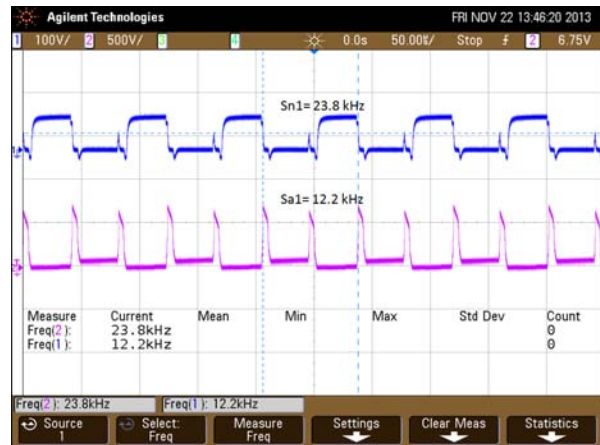 Agilent Technologies FRI NOV 22 13:46:20 2013
1 100V/ 2 500V/ 3 4 0.0s 50.00%/ Stop 2 6.75V
Sn1= 23.8 kHz
Sa1= 12.2 kHz
Measure Current Mean Min Max Std Dev Count
Freq(2): 23.8kHz 0
Freq(1): 12.2kHz 0
Freq(2): 23.8kHz Freq(1): 12.2kHz
Source Select: Measure Settings Clear Meas Statistics
1 Freq Freq